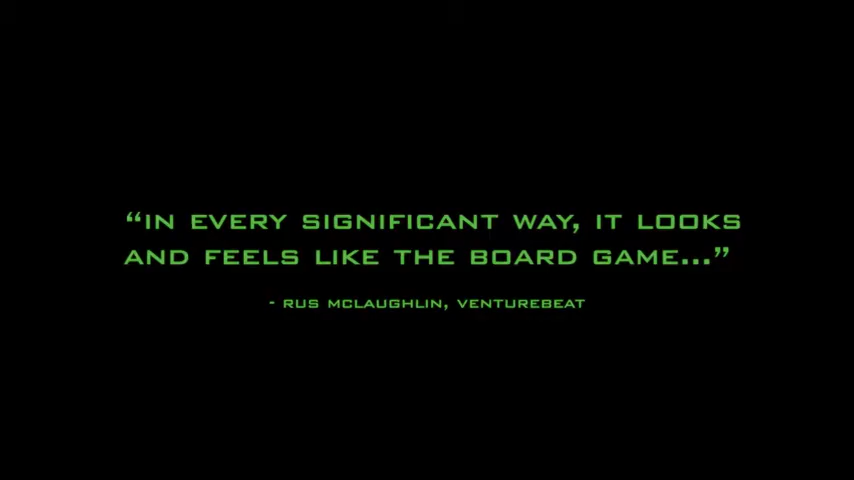 “IN EVERY SIGNIFICANT WAY, IT LOOKS
AND FEELS LIKE THE BOARD GAME...”
- RUS MCLAUGHLIN, VENTUREBEAT